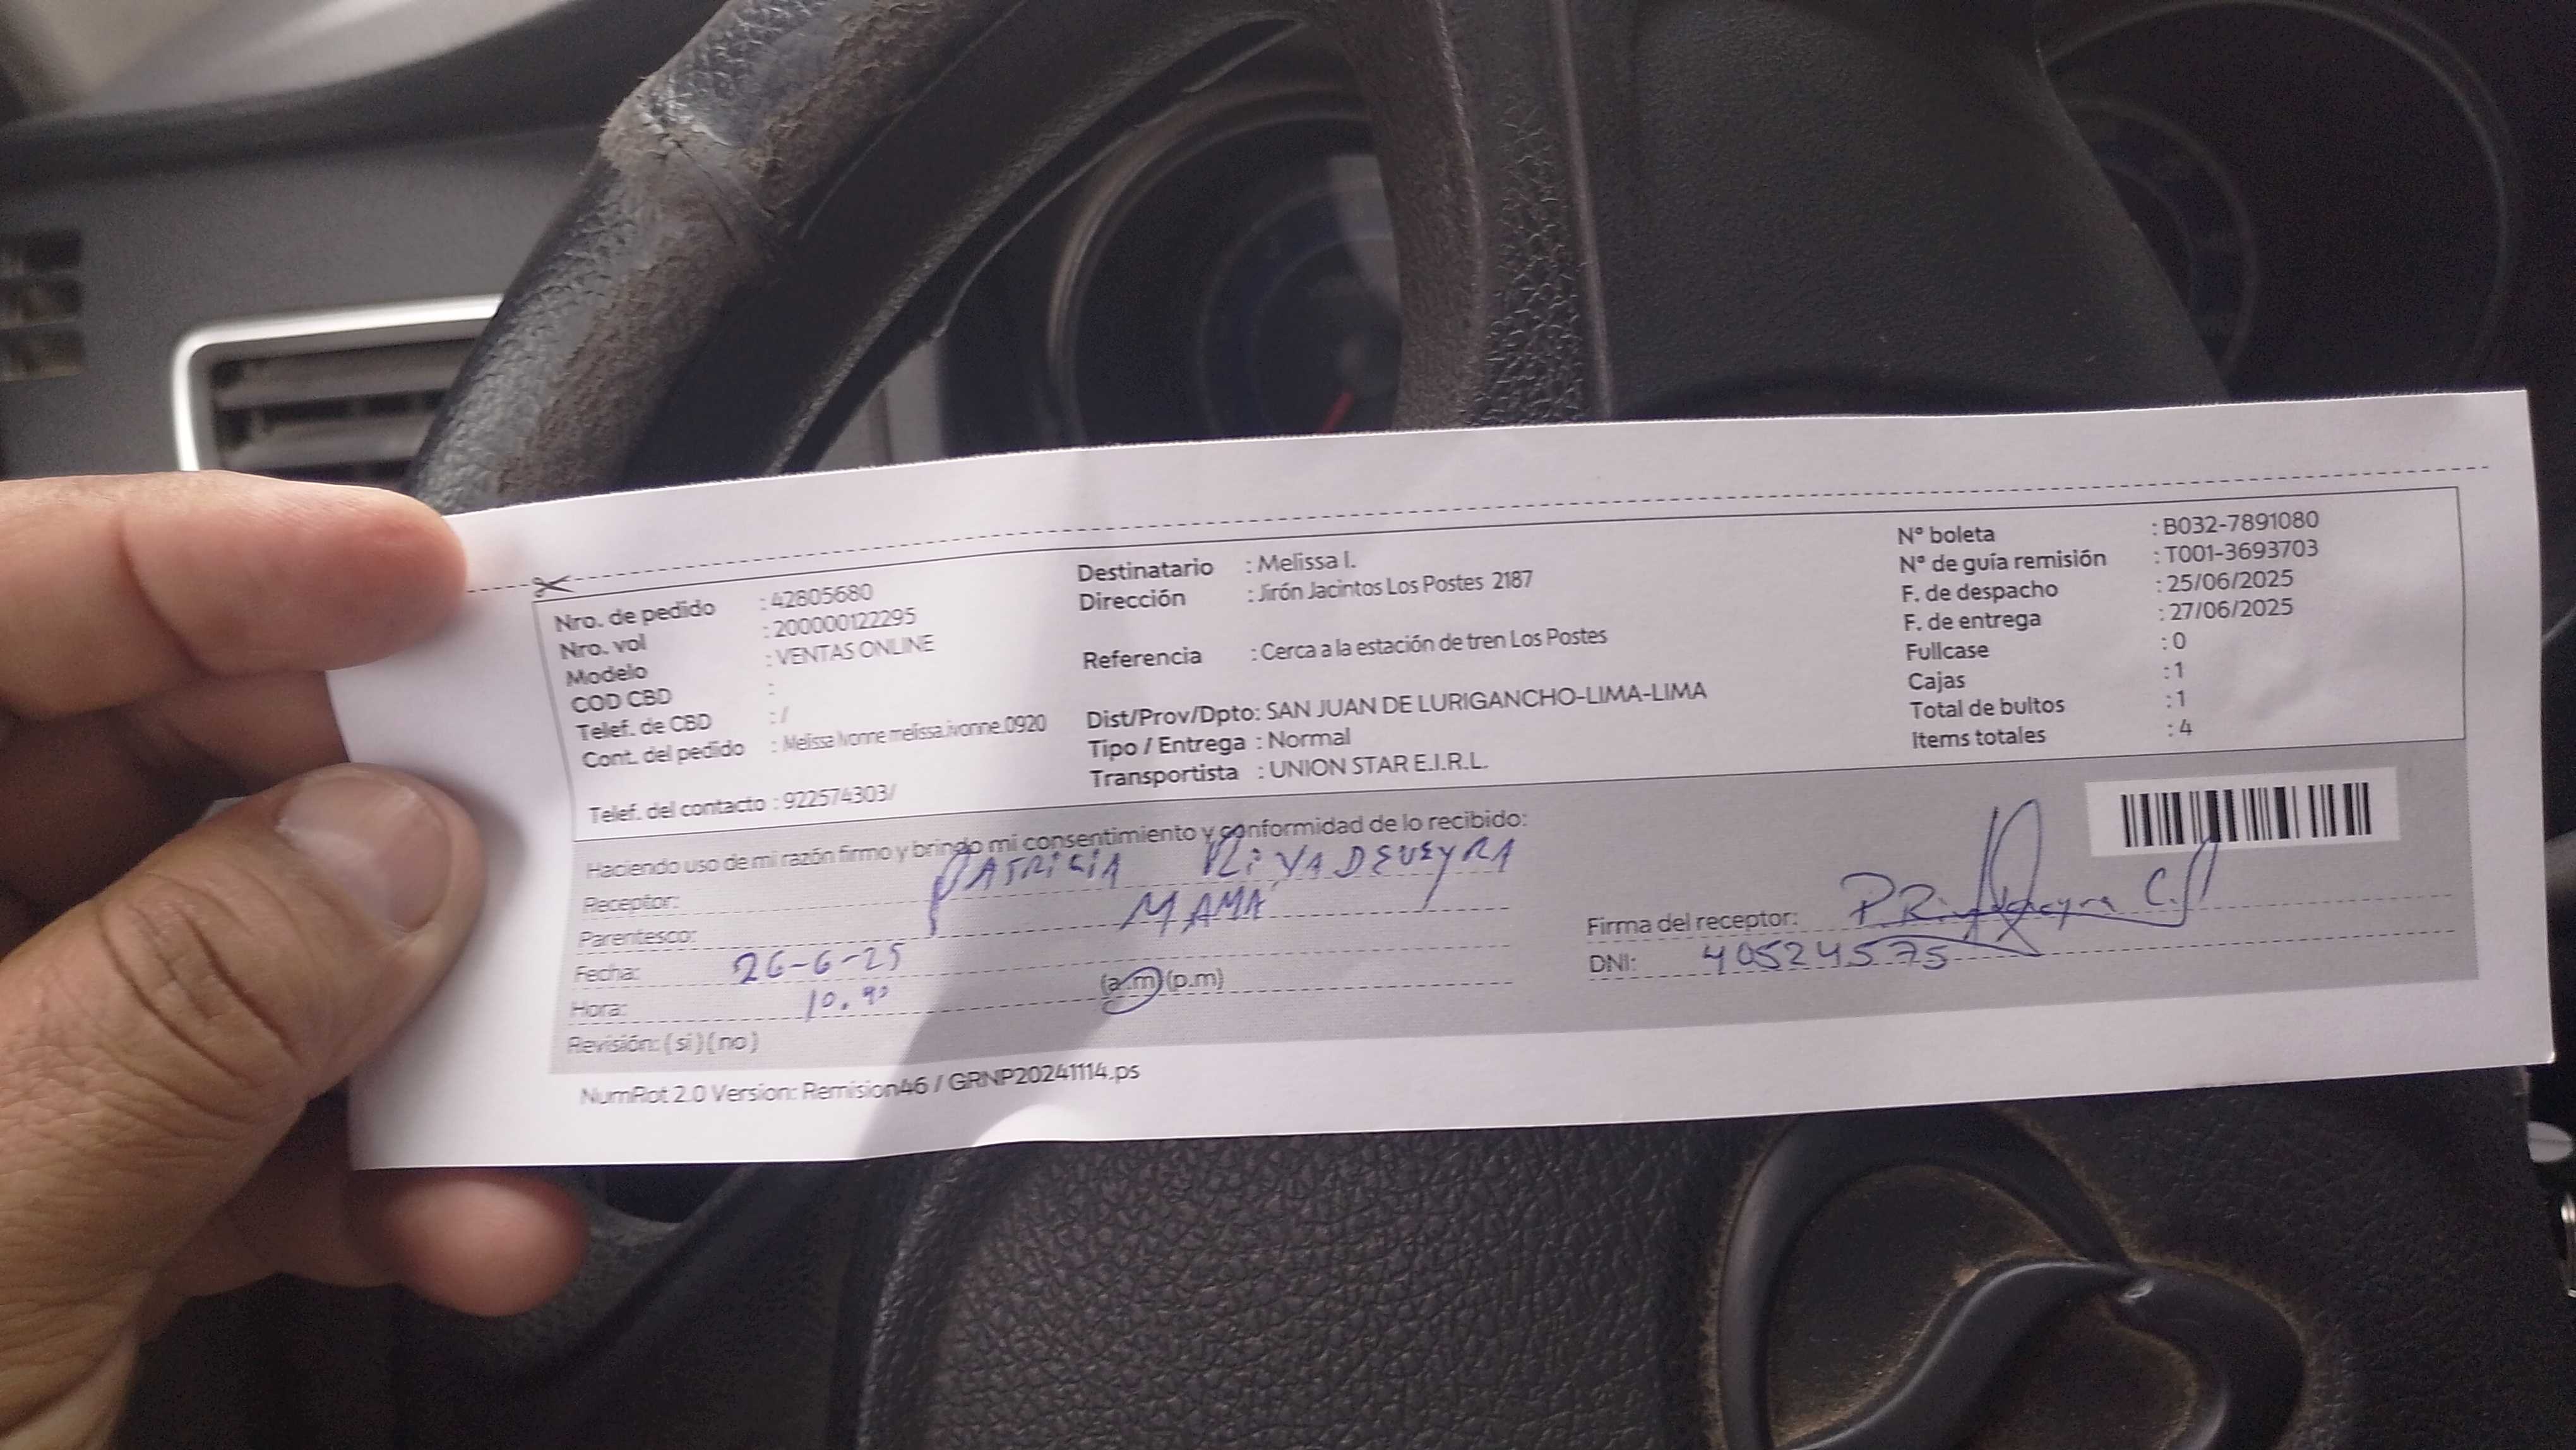 Nro. de pedido : 42805680
Nro. vol : 200000122295
Modelo : VENTAS ONLINE
COD CBD :
Telef. de CBD : /
Cont. del pedido : Melissa Ivonne melissa.ivonne.0920
Telef. del contacto : 922574303/
Destinatario : Melissa I.
Dirección : Jirón Jacintos Los Postes 2187
Referencia : Cerca a la estación de tren Los Postes
Dist/Prov/Dpto: SAN JUAN DE LURIGANCHO-LIMA-LIMA
Tipo / Entrega : Normal
Transportista : UNION STAR E.I.R.L.
Nº boleta : B032-7891080
Nº de guía remisión : T001-3693703
F. de despacho : 25/06/2025
F. de entrega : 27/06/2025
Fullcase : 0
Cajas : 1
Total de bultos : 1
Items totales : 4
Haciendo uso de mi razón firmo y brindo mi consentimiento y conformidad de lo recibido:
Receptor: PATRICIA RIVADENEYRA
Parentesco: MAMÁ
Fecha: 26-6-25
Hora: (a.m)(p.m)
Revisión: (si) (no)
Firma del receptor:
DNI: 40524575
NumRot 2.0 Version: Remision46 / GRNP20241114.ps